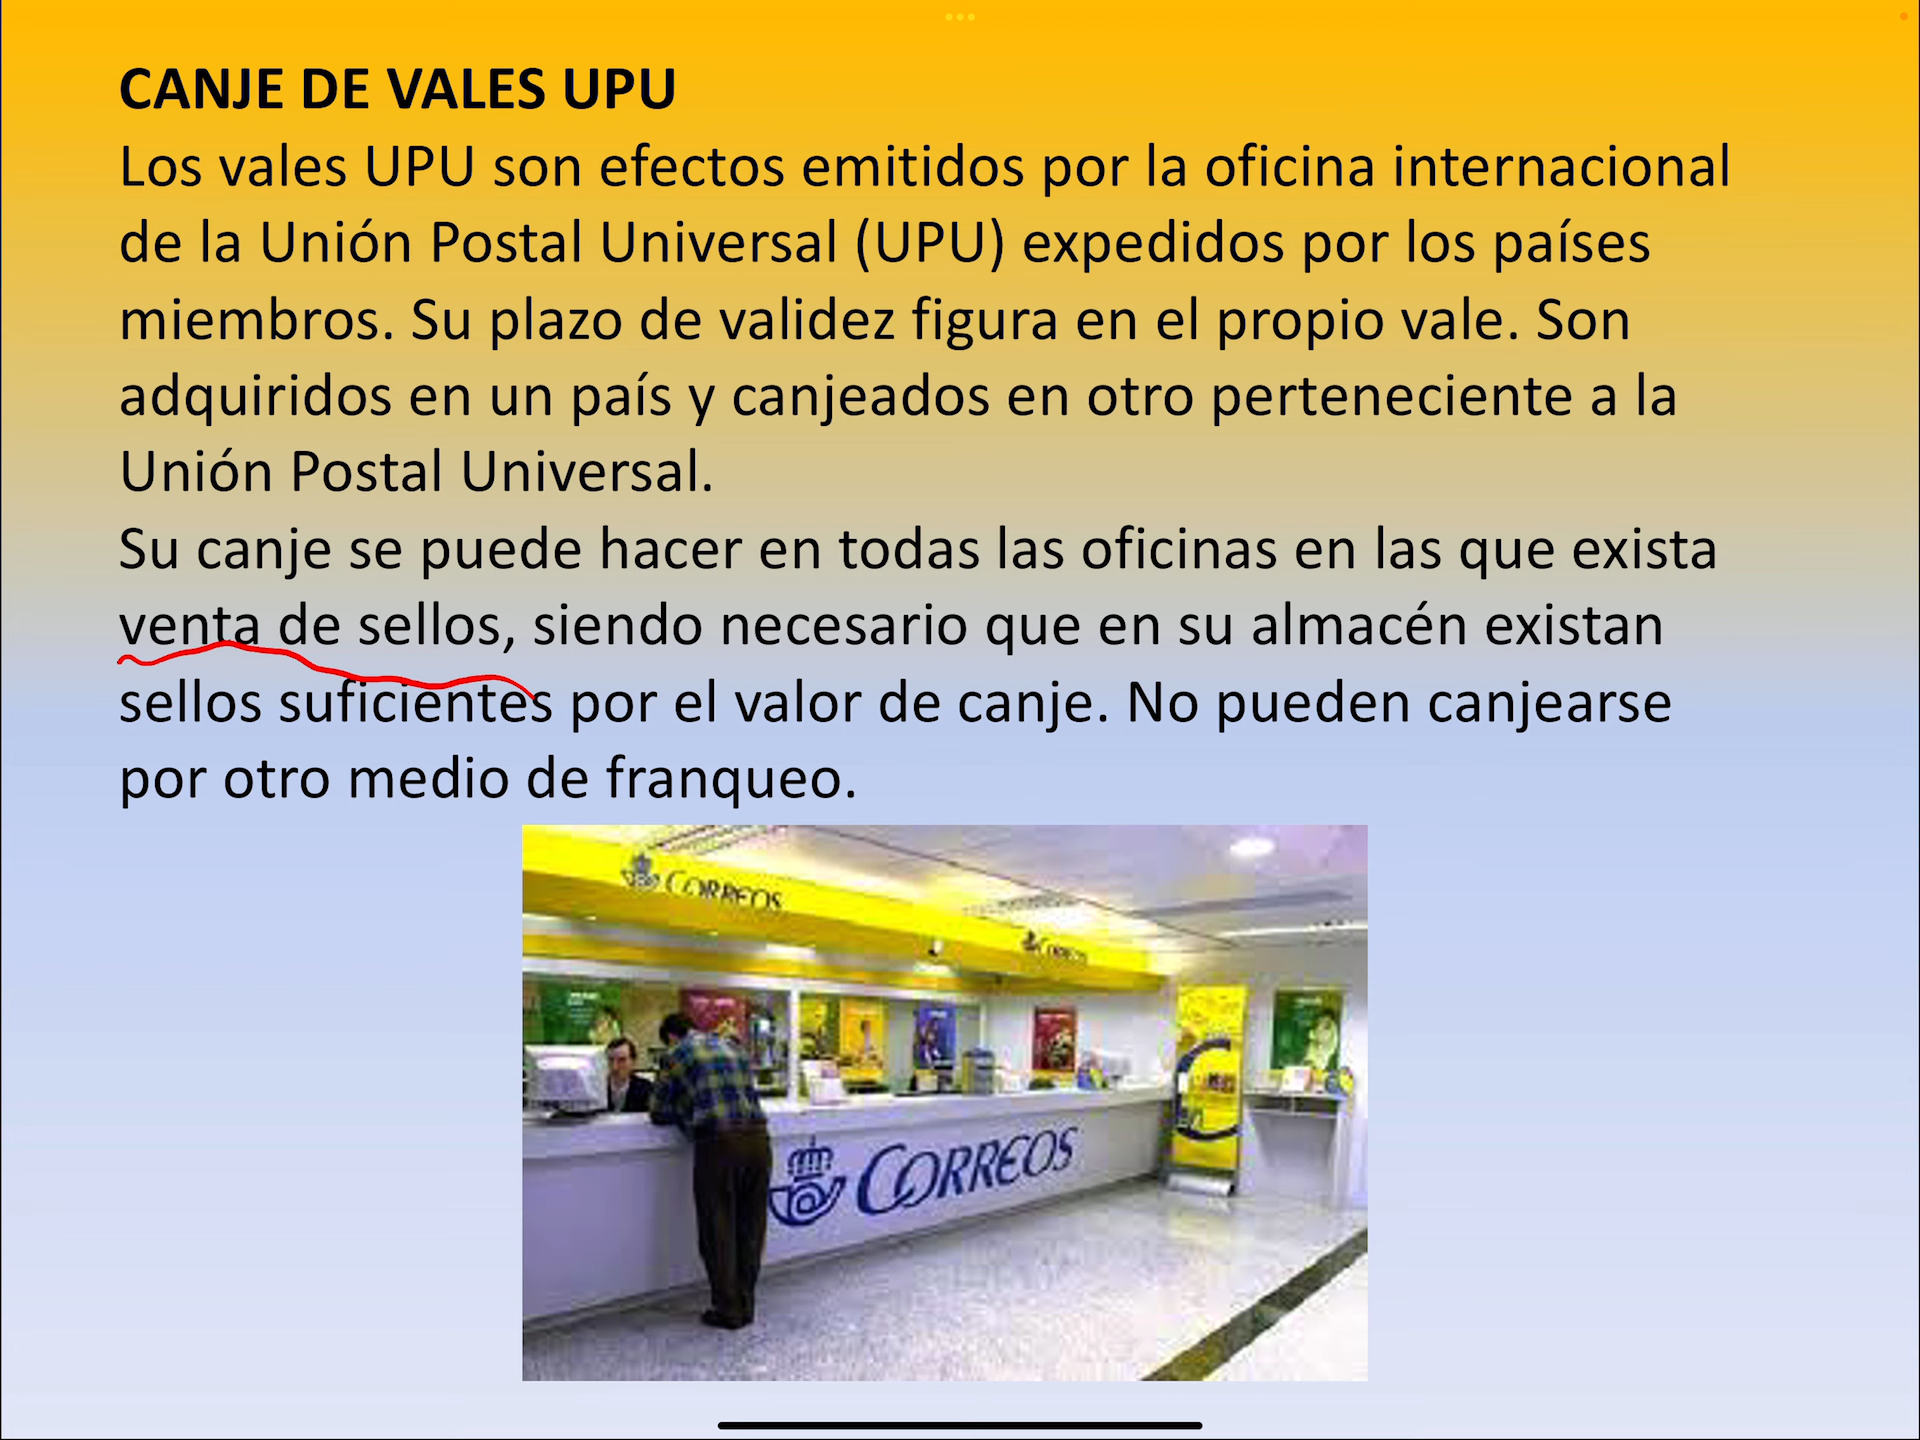 CANJE DE VALES UPU
Los vales UPU son efectos emitidos por la oficina internacional
de la Unión Postal Universal (UPU) expedidos por los países
miembros. Su plazo de validez figura en el propio vale. Son
adquiridos en un país y canjeados en otro perteneciente a la
Unión Postal Universal.
Su canje se puede hacer en todas las oficinas en las que exista
venta de sellos, siendo necesario que en su almacén existan
sellos suficientes por el valor de canje. No pueden canjearse
por otro medio de franqueo.
CORREOS
CORREOS
CORREOS